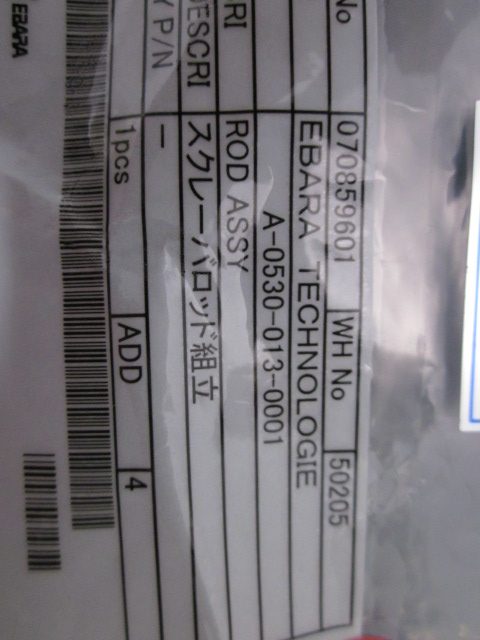 No 070859601 WH No 50205
EBARA TECHNOLOGIE
A-0530-013-0001
RI ROD ASSY
DESCRI スクレーパロッド組立
Y P/N —
1pcs ADD 4
EBARA